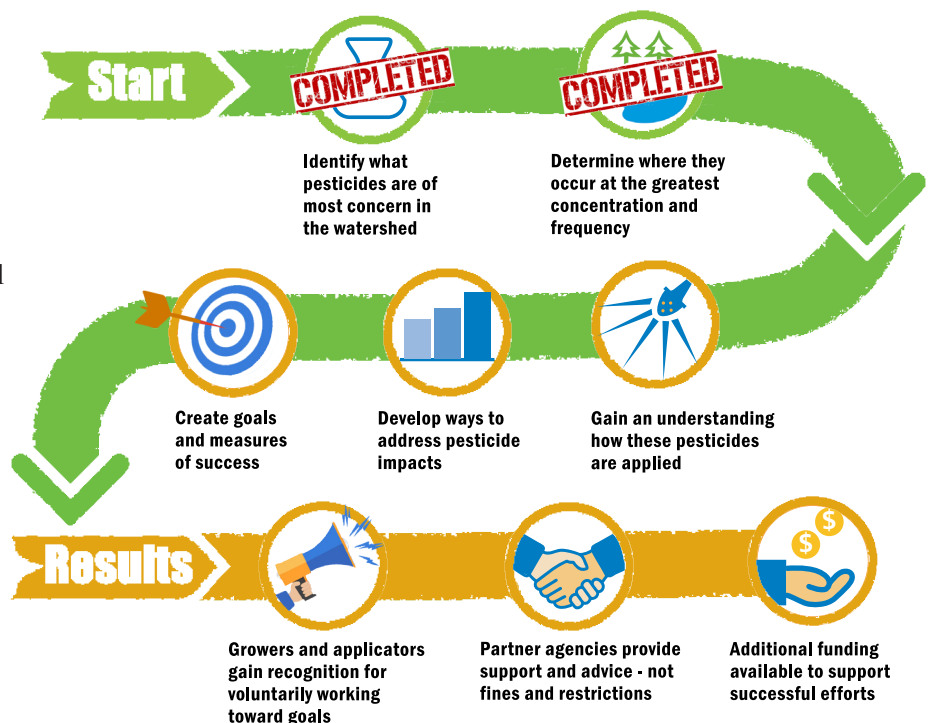 Start
COMPLETED
COMPLETED
Identify what
pesticides are of
most concern in
the watershed
Determine where they
occur at the greatest
concentration and
frequency
Create goals
and measures
of success
Develop ways to
address pesticide
impacts
Gain an understanding
how these pesticides
are applied
Results
$
$
Growers and applicators
gain recognition for
voluntarily working
toward goals
Partner agencies provide
support and advice - not
fines and restrictions
Additional funding
available to support
successful efforts